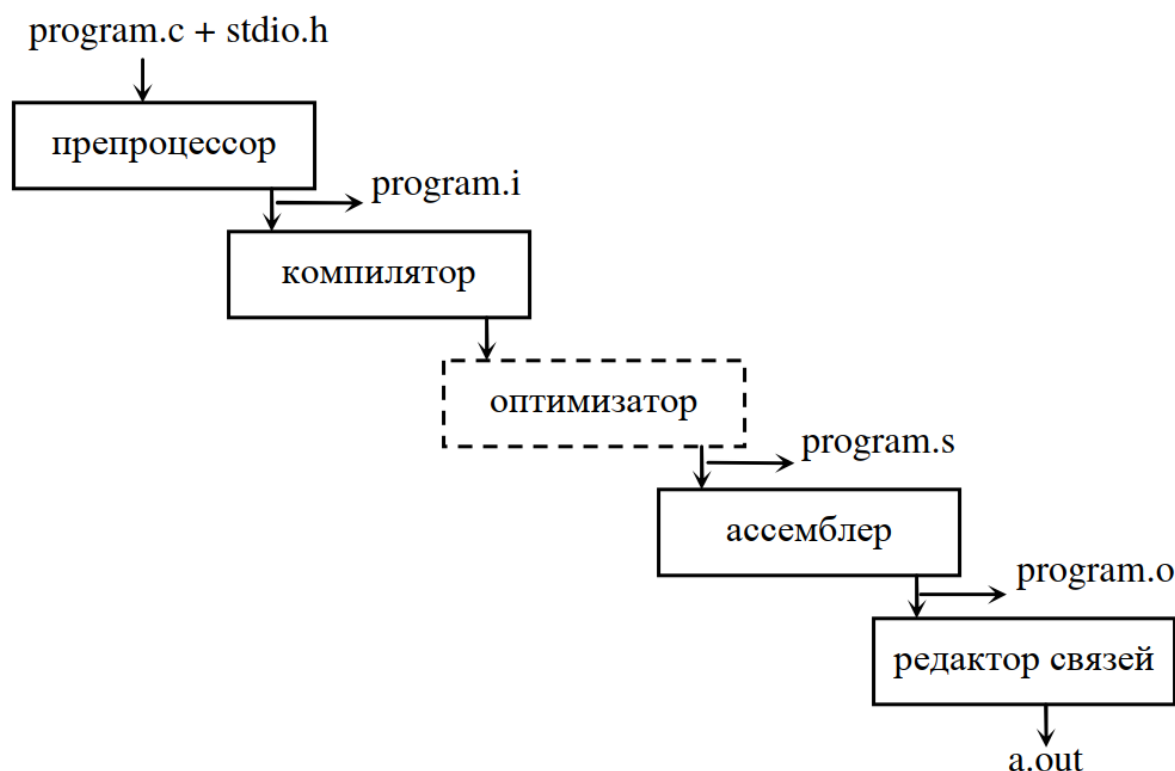 program.c + stdio.h
препроцессор
program.i
компилятор
оптимизатор
program.s
ассемблер
program.o
редактор связей
a.out